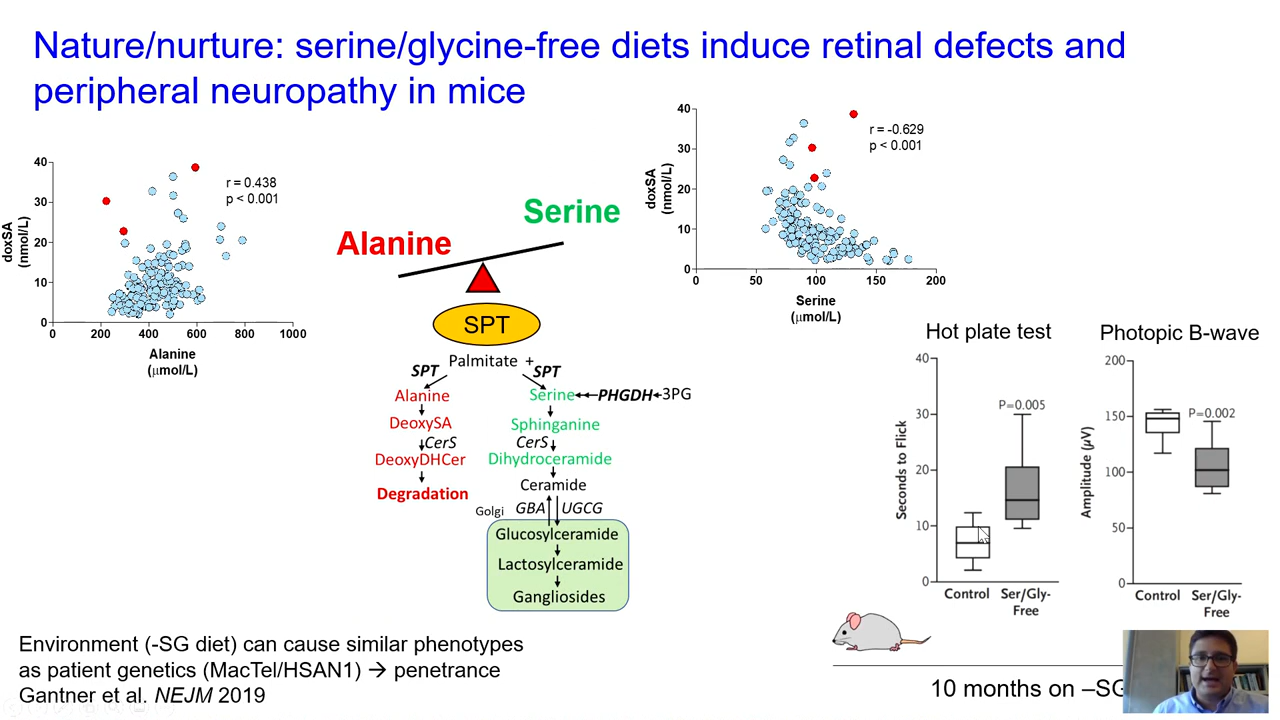 Nature/nurture: serine/glycine-free diets induce retinal defects and
peripheral neuropathy in mice
40
30
20
10
0
doxSA
(nmol/L)
r = 0.438
p < 0.001
0 200 400 600 800 1000
Alanine
(μmol/L)
Alanine
Serine
SPT
Palmitate +
SPT SPT
Alanine Serine PHGDH 3PG
DeoxySA Sphinganine
CerS CerS
DeoxyDHCer Dihydroceramide
Degradation Ceramide
Golgi GBA UGCG
Glucosylceramide
Lactosylceramide
Gangliosides
40
30
20
10
0
doxSA
(nmol/L)
r = -0.629
p < 0.001
0 50 100 150 200
Serine
(μmol/L)
Hot plate test
40
30
20
10
0
Seconds to Flick
P=0.005
Control Ser/Gly-
Free
Photopic B-wave
200
150
100
50
0
Amplitude (μV)
P=0.002
Control Ser/Gly-
Free
10 months on –SG
Environment (-SG diet) can cause similar phenotypes
as patient genetics (MacTel/HSAN1) → penetrance
Gantner et al. NEJM 2019